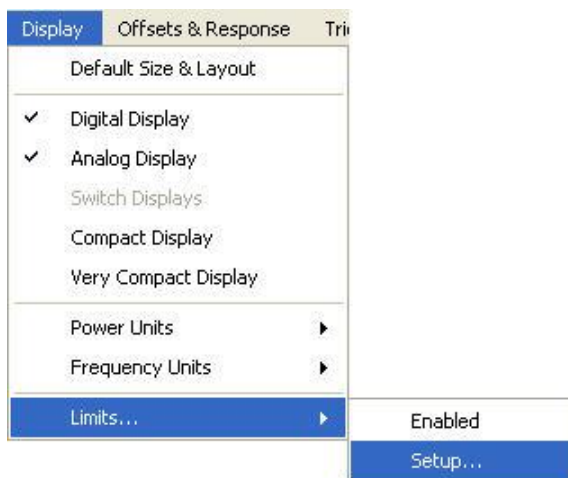 Display Offsets & Response Tri
Default Size & Layout
Digital Display
Analog Display
Switch Displays
Compact Display
Very Compact Display
Power Units
Frequency Units
Limits...
Enabled
Setup...